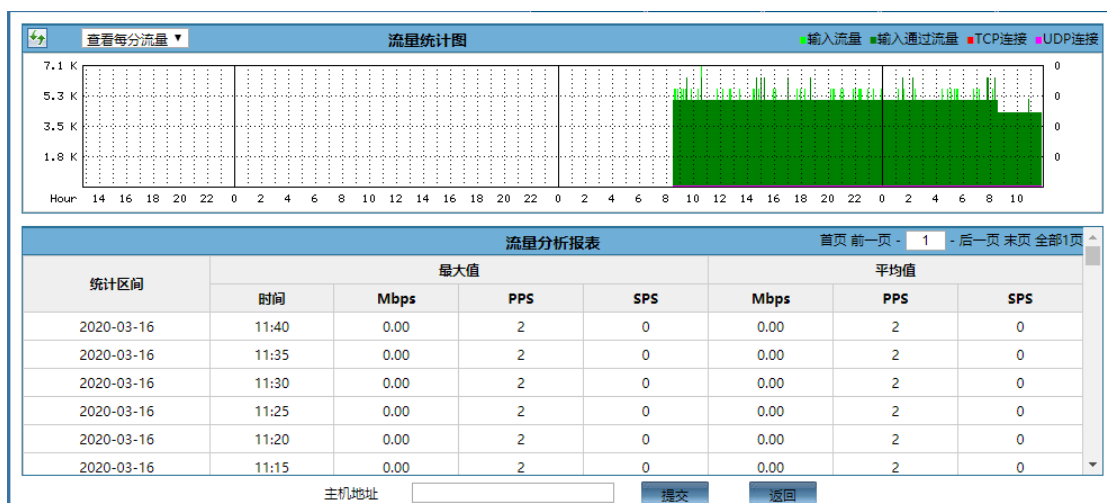 查看每分流量 ▼ 流量统计图 输入流量 输入通过流量 TCP连接 UDP连接
7.1 K 0
5.3 K 0
3.5 K 0
1.8 K 0
Hour 14 16 18 20 22 0 2 4 6 8 10 12 14 16 18 20 22 0 2 4 6 8 10 12 14 16 18 20 22 0 2 4 6 8 10
流量分析报表 首页 前一页 - 1 - 后一页 末页 全部1页
统计区间 最大值 平均值
时间 Mbps PPS SPS Mbps PPS SPS
2020-03-16 11:40 0.00 2 0 0.00 2 0
2020-03-16 11:35 0.00 2 0 0.00 2 0
2020-03-16 11:30 0.00 2 0 0.00 2 0
2020-03-16 11:25 0.00 2 0 0.00 2 0
2020-03-16 11:20 0.00 2 0 0.00 2 0
2020-03-16 11:15 0.00 2 0 0.00 2 0
主机地址 提交 返回